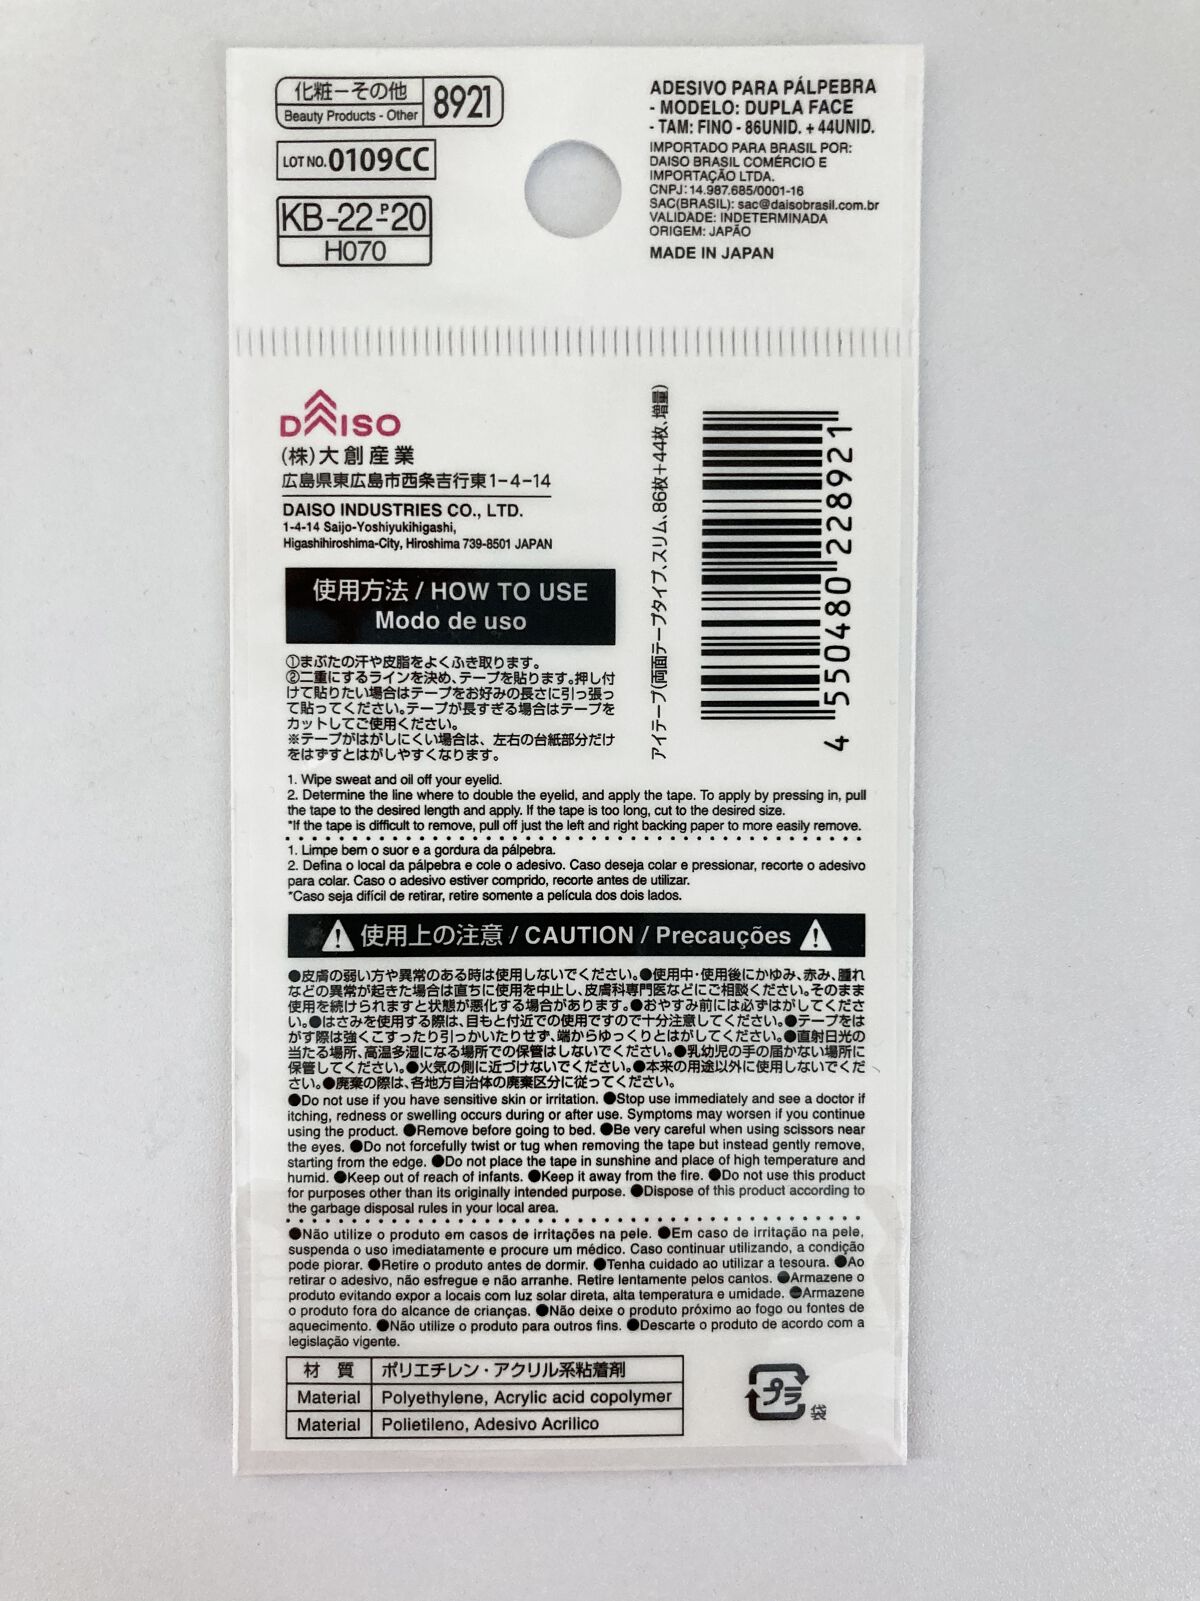 化粧ーその他
Beauty Products - Other
8921
LOT NO. 0109CC
KB-22-P-20
H070
ADESIVO PARA PÁLPEBRA
- MODELO: DUPLA FACE
- TAM: FINO - 86UNID. + 44UNID.
IMPORTADO PARA BRASIL POR:
DAISO BRASIL COMÉRCIO E
IMPORTAÇÃO LTDA.
CNPJ: 14.987.685/0001-16
SAC(BRASIL): sac@daisobrasil.com.br
VALIDADE: INDETERMINADA
ORIGEM: JAPÃO
MADE IN JAPAN
DAISO
(株)大創産業
広島県東広島市西条吉行東1-4-14
DAISO INDUSTRIES CO., LTD.
1-4-14 Saijo-Yoshiyukihigashi,
Higashihiroshima-City, Hiroshima 739-8501 JAPAN
アイテープ(両面テープタイプ、スリム、86枚+44枚、増量)
4 550480 228921
使用方法 / HOW TO USE
Modo de uso
①まぶたの汗や皮脂をよくふき取ります。
②二重にするラインを決め、テープを貼ります。押し付
けて貼りたい場合はテープをお好みの長さに引っ張っ
て貼ってください。テープが長すぎる場合はテープを
カットしてご使用ください。
※テープがはがしにくい場合は、左右の台紙部分だけ
をはずすとはがしやすくなります。
1. Wipe sweat and oil off your eyelid.
2. Determine the line where to double the eyelid, and apply the tape. To apply by pressing in, pull
the tape to the desired length and apply. If the tape is too long, cut to the desired size.
*If the tape is difficult to remove, pull off just the left and right backing paper to more easily remove.
1. Limpe bem o suor e a gordura da pálpebra.
2. Defina o local da pálpebra e cole o adesivo. Caso deseja colar e pressionar, recorte o adesivo
para colar. Caso o adesivo estiver comprido, recorte antes de utilizar.
*Caso seja difícil de retirar, retire somente a película dos dois lados.
使用上の注意 / CAUTION / Precauções
●皮膚の弱い方や異常のある時は使用しないでください。●使用中・使用後にかゆみ、赤み、腫れ
などの異常が起きた場合は直ちに使用を中止し、皮膚科専門医などにご相談ください。そのまま
使用を続けられますと状態が悪化する場合があります。●おやすみ前には必ずはがしてくださ
い。●はさみを使用する際は、目もと付近での使用ですので十分注意してください。●テープをは
がす際は強くこすったり引っかいたりせず、端からゆっくりとはがしてください。●直射日光の
当たる場所、高温多湿になる場所での保管はしないでください。●乳幼児の手の届かない場所に
保管してください。●火気の側に近づけないでください。●本来の用途以外に使用しないでくだ
さい。●廃棄の際は、各地方自治体の廃棄区分に従ってください。
●Do not use if you have sensitive skin or irritation. ●Stop use immediately and see a doctor if
itching, redness or swelling occurs during or after use. Symptoms may worsen if you continue
using the product. ●Remove before going to bed. ●Be very careful when using scissors near
the eyes. ●Do not forcefully twist or tug when removing the tape but instead gently remove,
starting from the edge. ●Do not place the tape in sunshine and place of high temperature and
humid. ●Keep out of reach of infants. ●Keep it away from the fire. ●Do not use this product
for purposes other than its originally intended purpose. ●Dispose of this product according to
the garbage disposal rules in your local area.
●Não utilize o produto em casos de irritações na pele. ●Em caso de irritação na pele,
suspenda o uso imediatamente e procure um médico. Caso continuar utilizando, a condição
pode piorar. ●Retire o produto antes de dormir. ●Tenha cuidado ao utilizar a tesoura. ●Ao
retirar o adesivo, não esfregue e não arranhe. Retire lentamente pelos cantos. ●Armazene o
produto evitando expor a locais com luz solar direta, alta temperatura e umidade. ●Armazene
o produto fora do alcance de crianças. ●Não deixe o produto próximo ao fogo ou fontes de
aquecimento. ●Não utilize o produto para outros fins. ●Descarte o produto de acordo com a
legislação vigente.
材 質 ポリエチレン・アクリル系粘着剤
Material Polyethylene, Acrylic acid copolymer
Material Polietileno, Adesivo Acrilico
プラ
袋